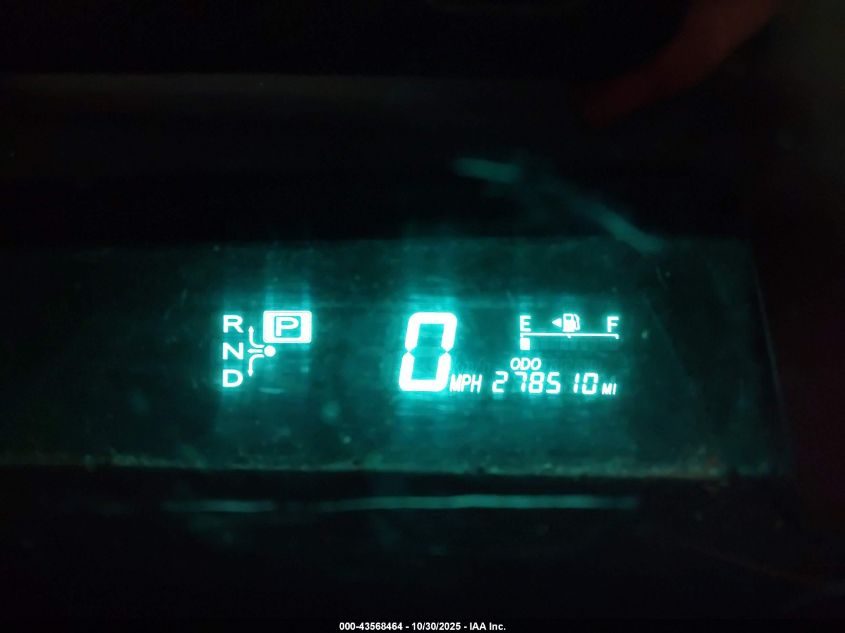 R P
N
D
0 MPH
E F
ODO
278510 MI
000-43568464 - 10/30/2025 - IAA Inc.